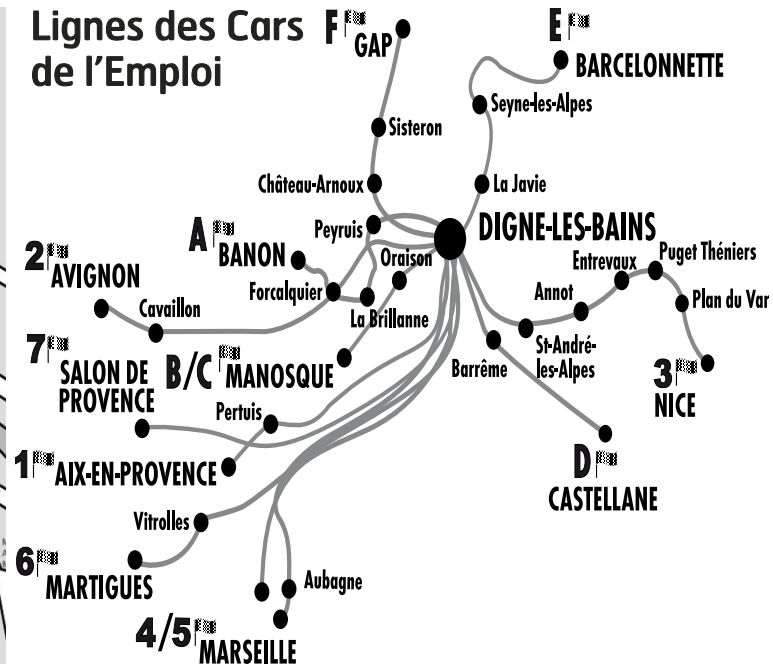 Lignes des Cars
de l'Emploi
F
GAP
E
BARCELONNETTE
Sisteron
Seyne-les-Alpes
Château-Arnoux
La Javie
Peyruis
DIGNE-LES-BAINS
A
BANON
Oraison
Entrevaux
Puget Théniers
2
AVIGNON
Cavaillon
Forcalquier
La Brillanne
Annot
Plan du Var
7
SALON DE
PROVENCE
B/C
MANOSQUE
Barrême
St-André-
les-Alpes
3
NICE
Pertuis
1
AIX-EN-PROVENCE
D
CASTELLANE
Vitrolles
6
MARTIGUES
Aubagne
4/5
MARSEILLE